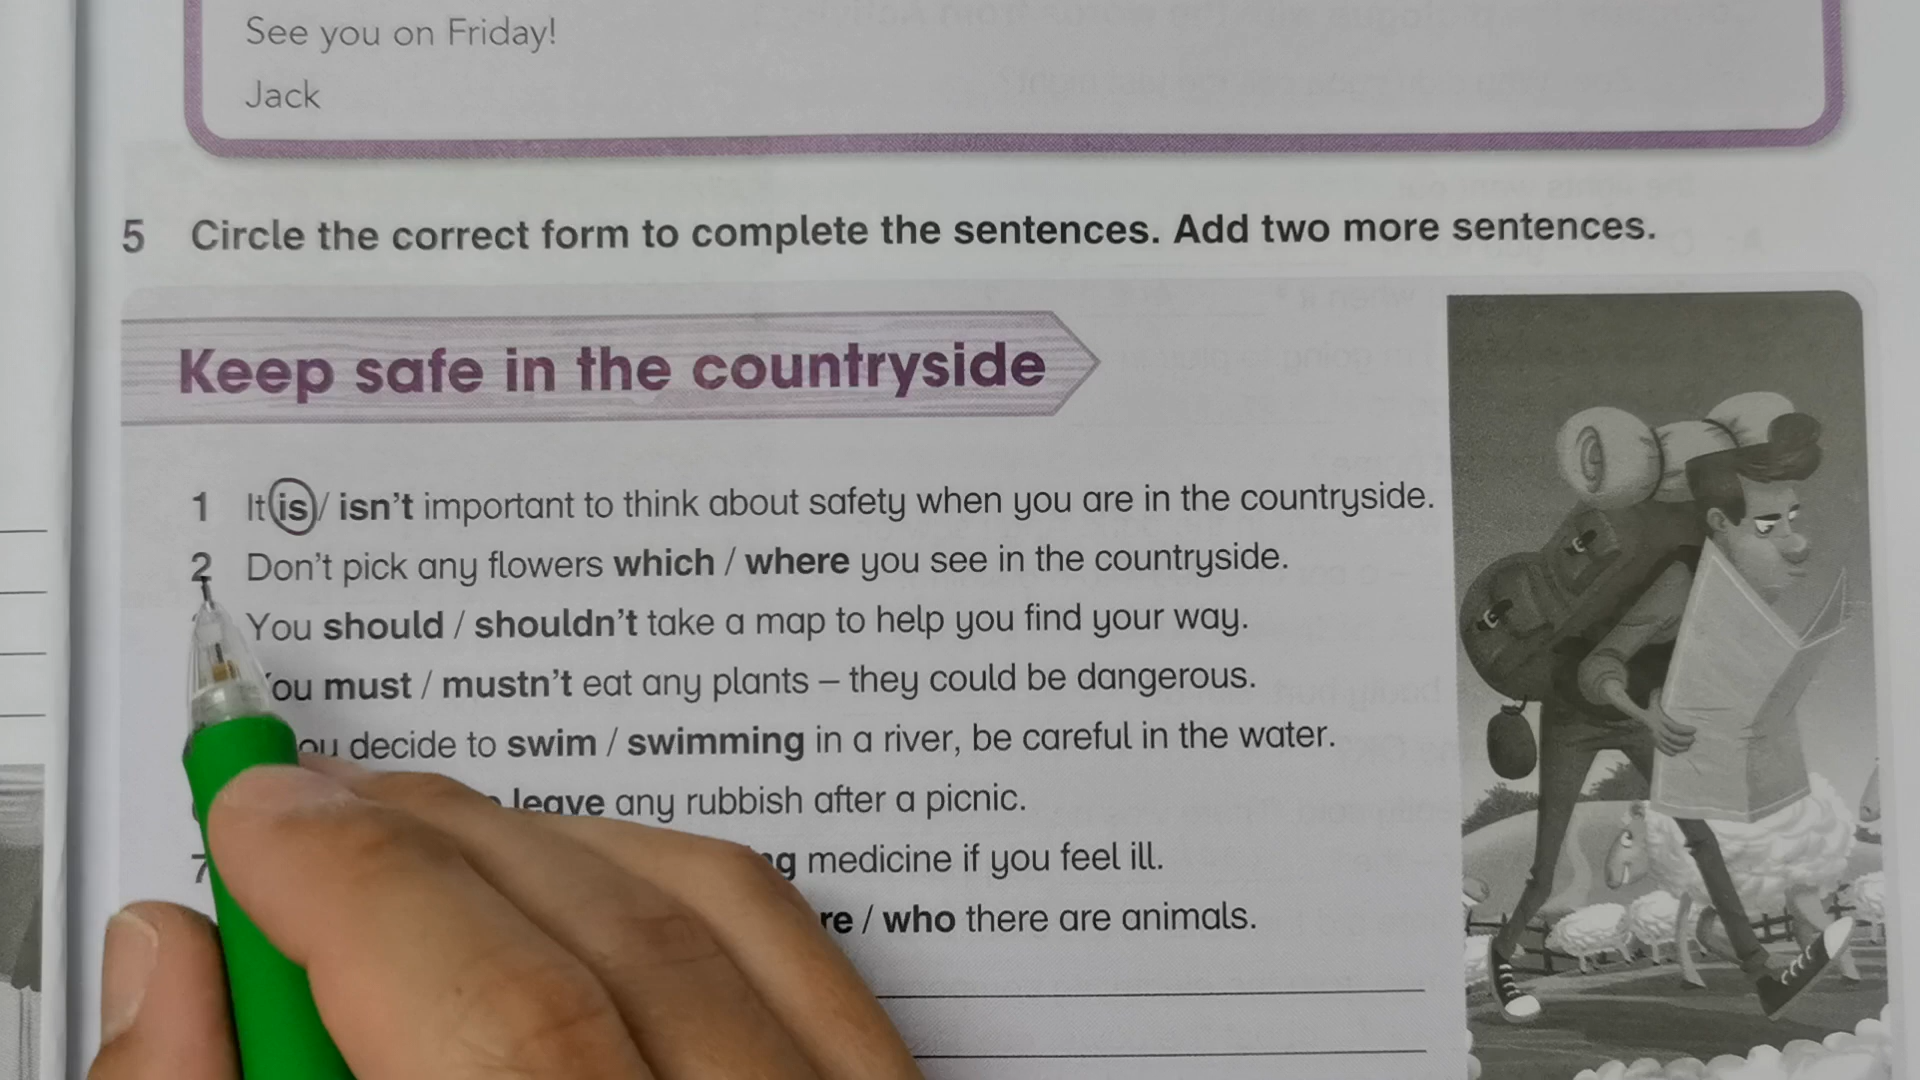 See you on Friday!
Jack
5 Circle the correct form to complete the sentences. Add two more sentences.
Keep safe in the countryside
1 It is / isn't important to think about safety when you are in the countryside.
2 Don't pick any flowers which / where you see in the countryside.
You should / shouldn't take a map to help you find your way.
must / mustn't eat any plants – they could be dangerous.
decide to swim / swimming in a river, be careful in the water.
leave any rubbish after a picnic.
7 medicine if you feel ill.
/ who there are animals.